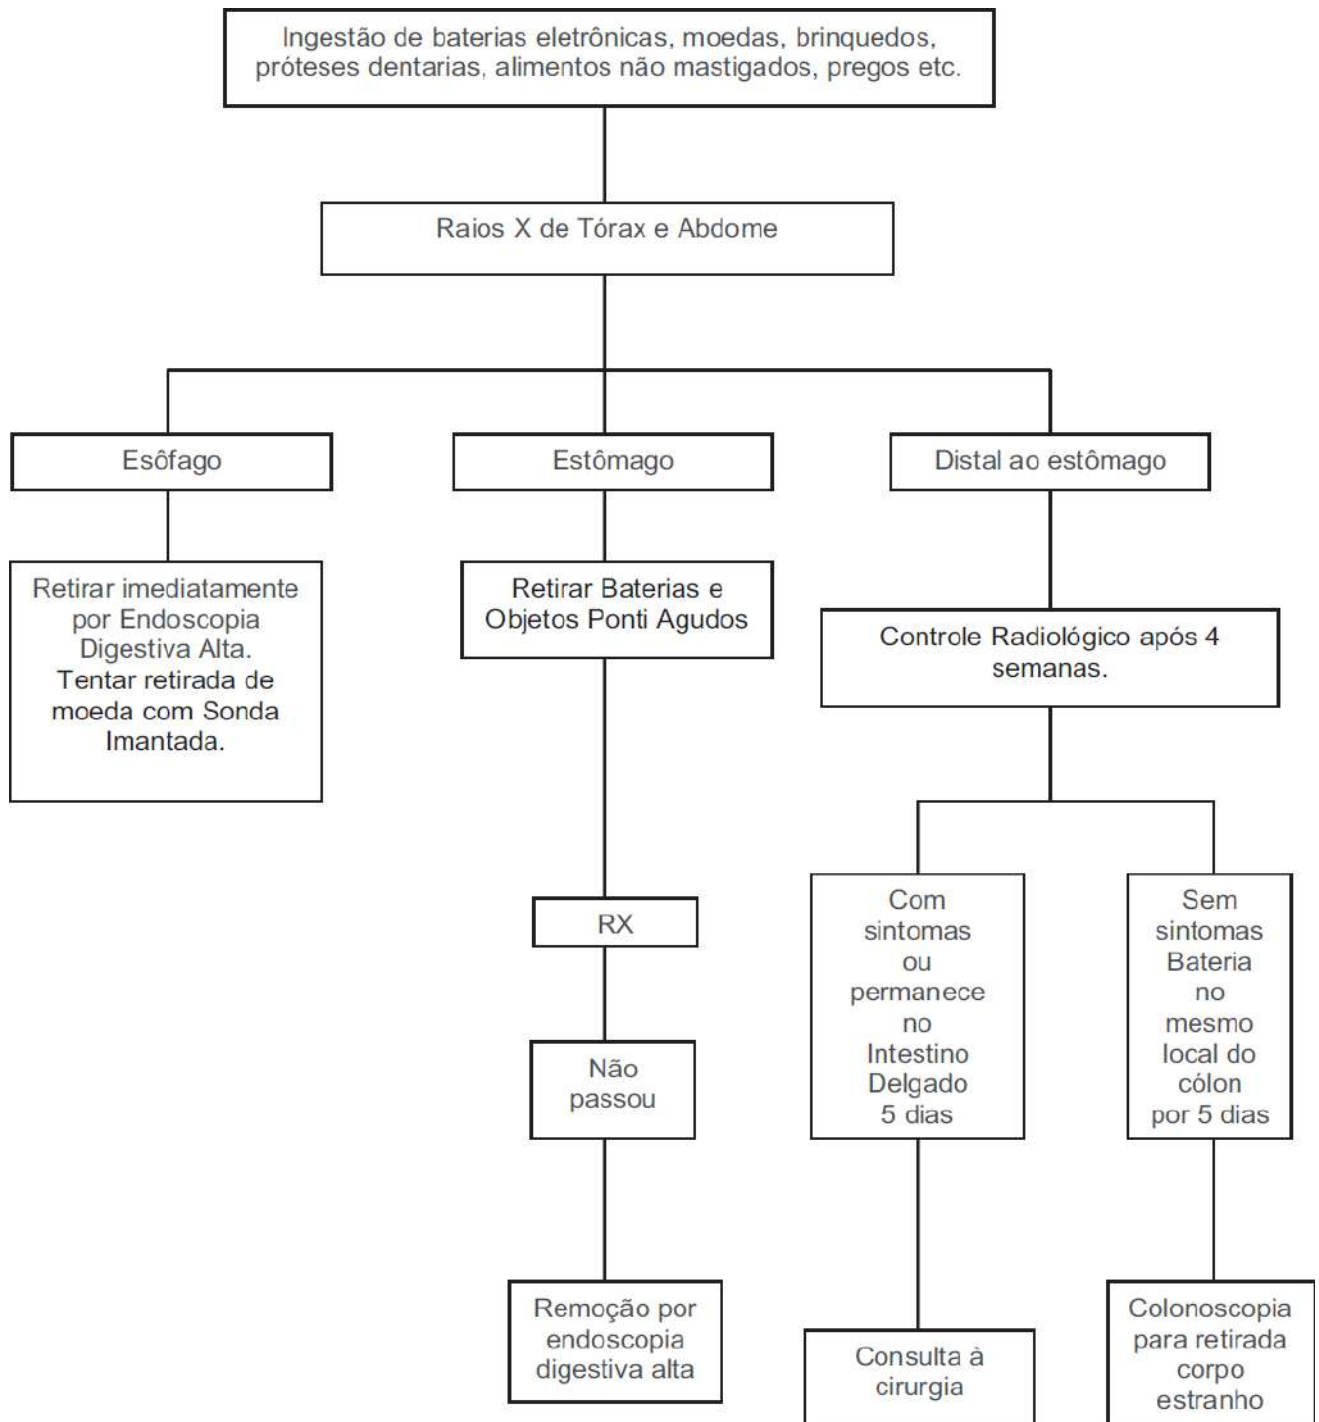 Ingestão de baterias eletrônicas, moedas, brinquedos,
próteses dentarias, alimentos não mastigados, pregos etc.
Raios X de Tórax e Abdome
Esôfago
Estômago
Distal ao estômago
Retirar imediatamente
por Endoscopia
Digestiva Alta.
Tentar retirada de
moeda com Sonda
Imantada.
Retirar Baterias e
Objetos Ponti Agudos
Controle Radiológico após 4
semanas.
RX
Não
passou
Remoção por
endoscopia
digestiva alta
Com
sintomas
ou
permanece
no
Intestino
Delgado
5 dias
Consulta à
cirurgia
Sem
sintomas
Bateria
no
mesmo
local do
cólon
por 5 dias
Colonoscopia
para retirada
corpo
estranho